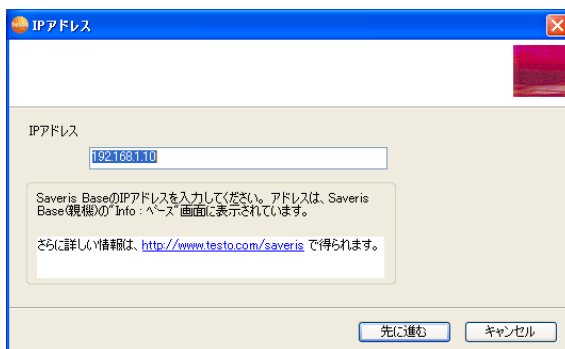 IPアドレス
IPアドレス
192.168.1.10
Saveris BaseのIPアドレスを入力してください。アドレスは、Saveris
Base(親機)の"Info : ベース"画面に表示されています。
さらに詳しい情報は、http://www.testo.com/saveris で得られます。
先に進む
キャンセル